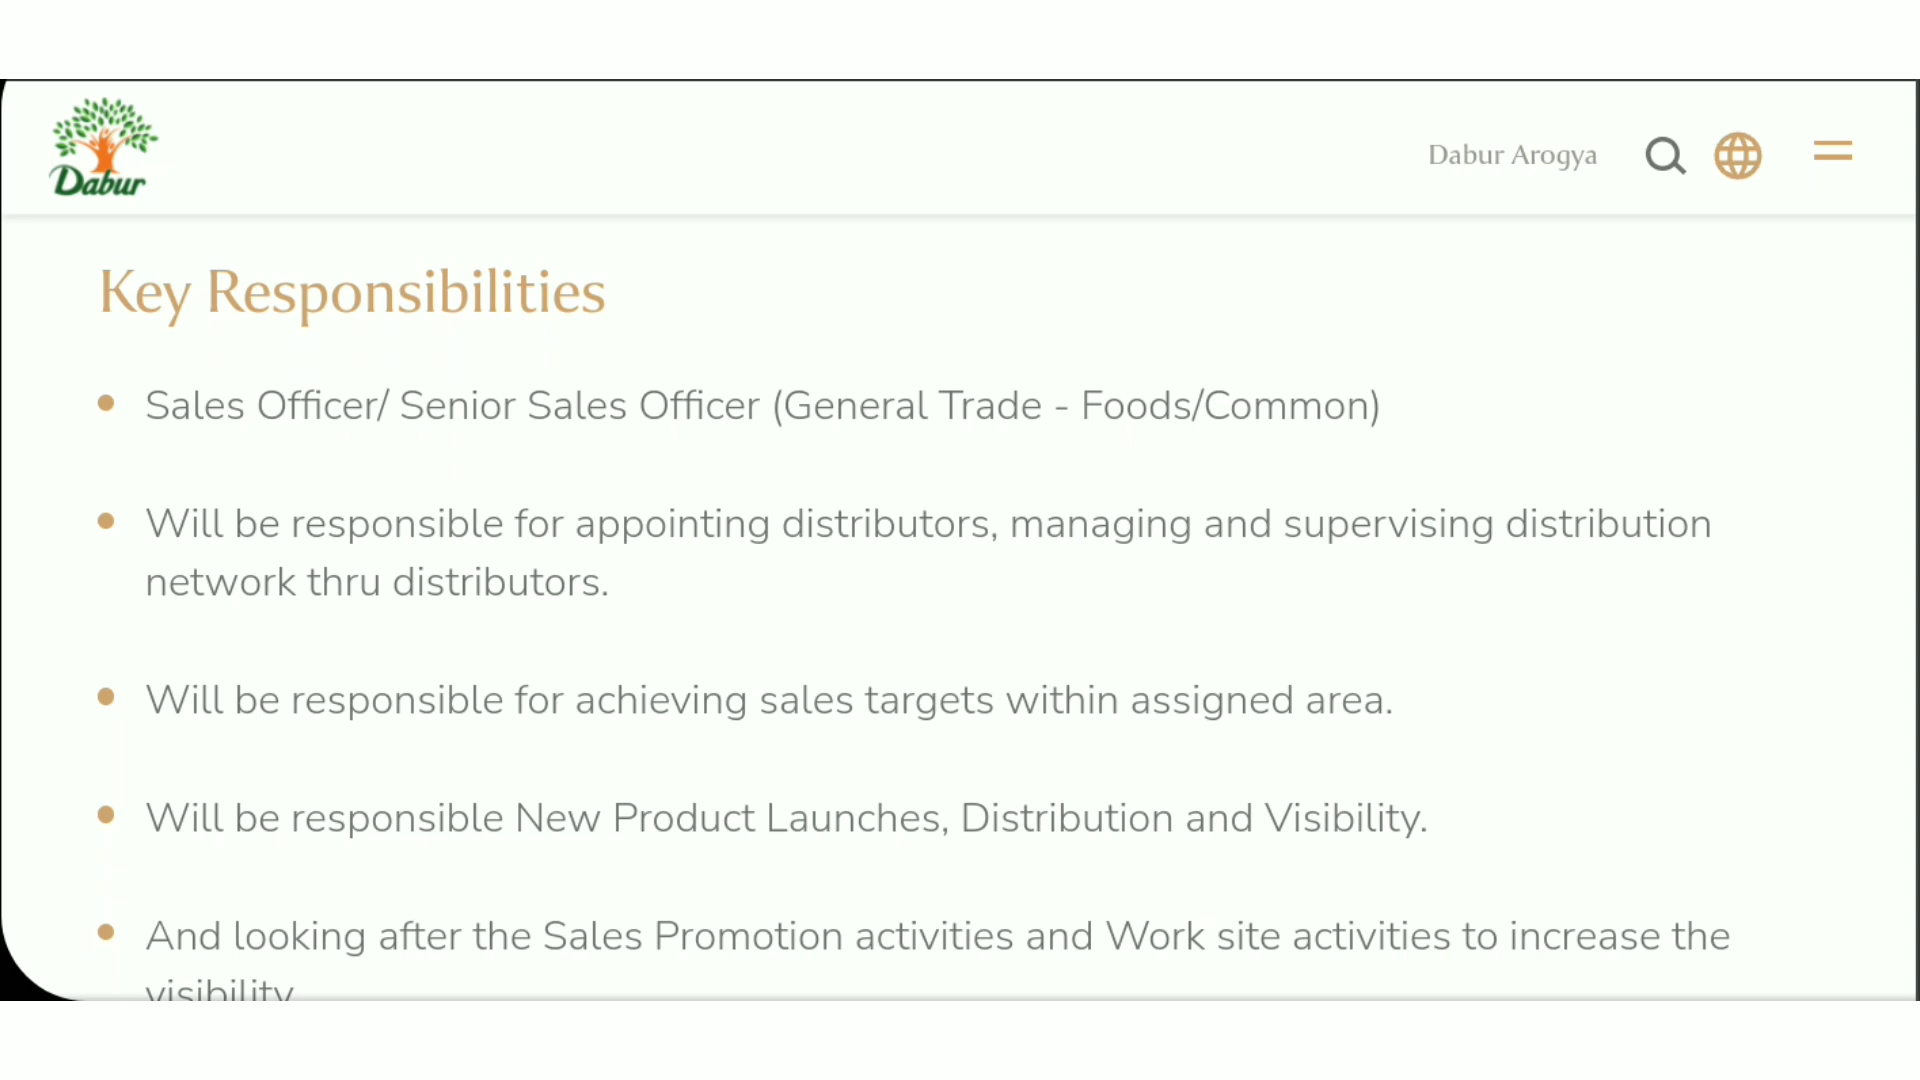 Dabur
Dabur Arogya
Key Responsibilities
Sales Officer/ Senior Sales Officer (General Trade - Foods/Common)
Will be responsible for appointing distributors, managing and supervising distribution
network thru distributors.
Will be responsible for achieving sales targets within assigned area.
Will be responsible New Product Launches, Distribution and Visibility.
And looking after the Sales Promotion activities and Work site activities to increase the
visibility